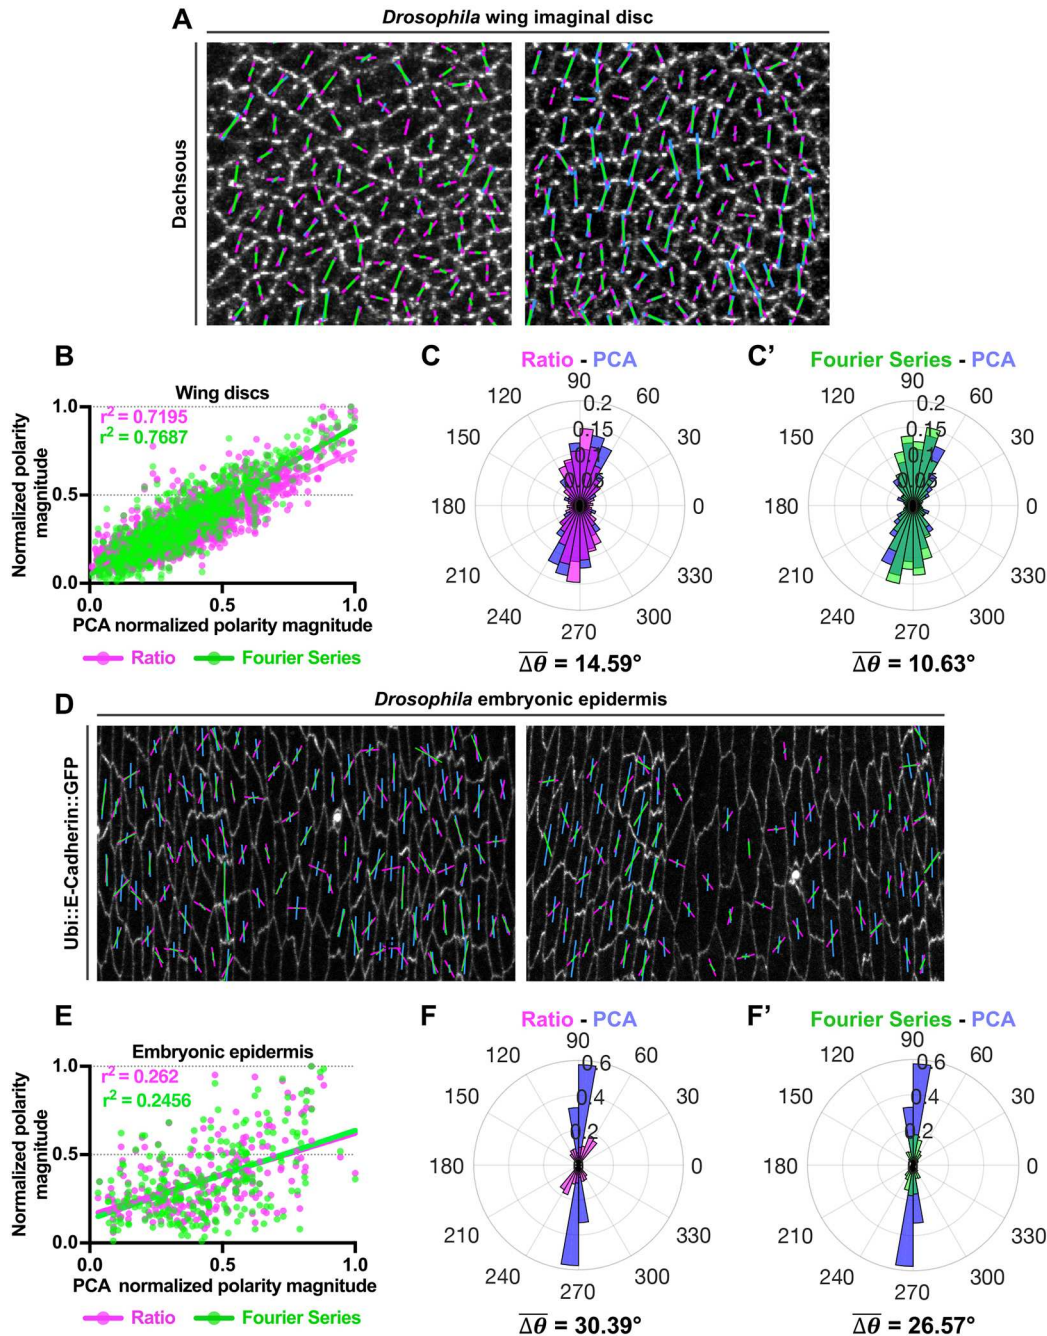 A
Drosophila wing imaginal disc
Dachsous
B
Wing discs
r² = 0.7195
r² = 0.7687
Normalized polarity
magnitude
1.0
0.5
0.0
0.0 0.5 1.0
PCA normalized polarity magnitude
Ratio Fourier Series
C
Ratio - PCA
90
120 60
0.2
0.15
150 30
180 0
210 330
240 300
270
Δθ = 14.59°
C’
Fourier Series - PCA
90
120 60
0.2
0.15
150 30
180 0
210 330
240 300
270
Δθ = 10.63°
D
Drosophila embryonic epidermis
Ubi::E-Cadherin::GFP
E
Embryonic epidermis
r² = 0.262
r² = 0.2456
Normalized polarity
magnitude
1.0
0.5
0.0
0.0 0.5 1.0
PCA normalized polarity magnitude
Ratio Fourier Series
F
Ratio - PCA
90
120 60
0.6
0.4
0.2
150 30
180 0
210 330
240 300
270
Δθ = 30.39°
F’
Fourier Series - PCA
90
120 60
0.6
0.4
0.2
150 30
180 0
210 330
240 300
270
Δθ = 26.57°